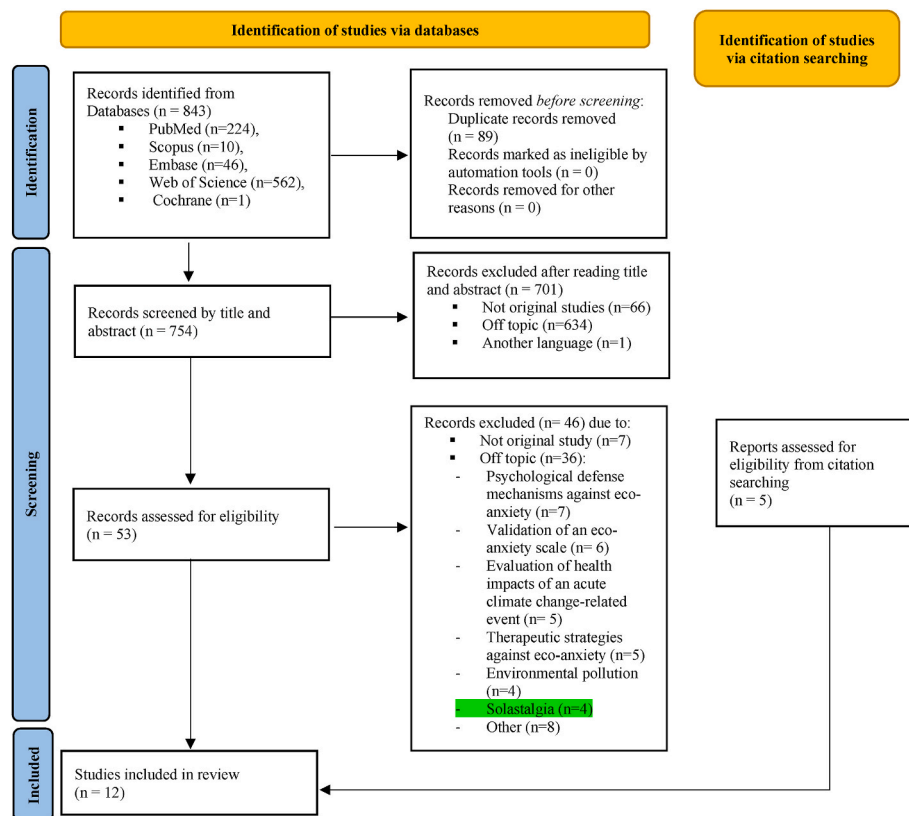 Identification of studies via databases
Identification of studies
via citation searching
Identification
Records identified from
Databases (n = 843)
▪ PubMed (n=224),
▪ Scopus (n=10),
▪ Embase (n=46),
▪ Web of Science (n=562),
▪ Cochrane (n=1)
Records removed before screening:
Duplicate records removed
(n = 89)
Records marked as ineligible by
automation tools (n = 0)
Records removed for other
reasons (n = 0)
Screening
Records screened by title and
abstract (n = 754)
Records excluded after reading title
and abstract (n = 701)
▪ Not original studies (n=66)
▪ Off topic (n=634)
▪ Another language (n=1)
Records assessed for eligibility
(n = 53)
Records excluded (n= 46) due to:
▪ Not original study (n=7)
▪ Off topic (n=36):
- Psychological defense
mechanisms against eco-
anxiety (n=7)
- Validation of an eco-
anxiety scale (n= 6)
- Evaluation of health
impacts of an acute
climate change-related
event (n= 5)
- Therapeutic strategies
against eco-anxiety (n=5)
- Environmental pollution
(n=4)
- Solastalgia (n=4)
- Other (n=8)
Reports assessed for
eligibility from citation
searching
(n = 5)
Included
Studies included in review
(n = 12)